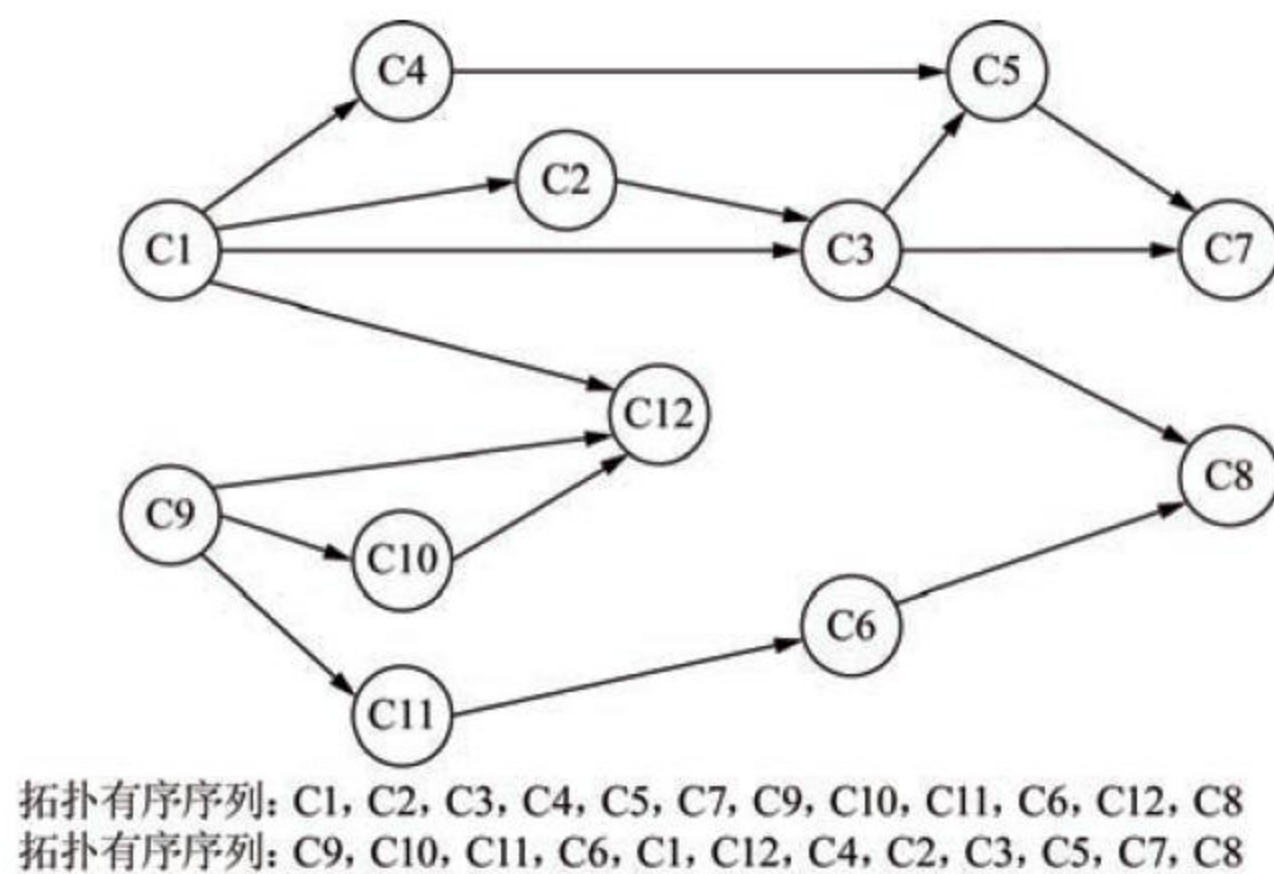 C4
C5
C2
C1
C3
C7
C12
C9
C8
C10
C6
C11
拓扑有序序列: C1, C2, C3, C4, C5, C7, C9, C10, C11, C6, C12, C8
拓扑有序序列: C9, C10, C11, C6, C1, C12, C4, C2, C3, C5, C7, C8